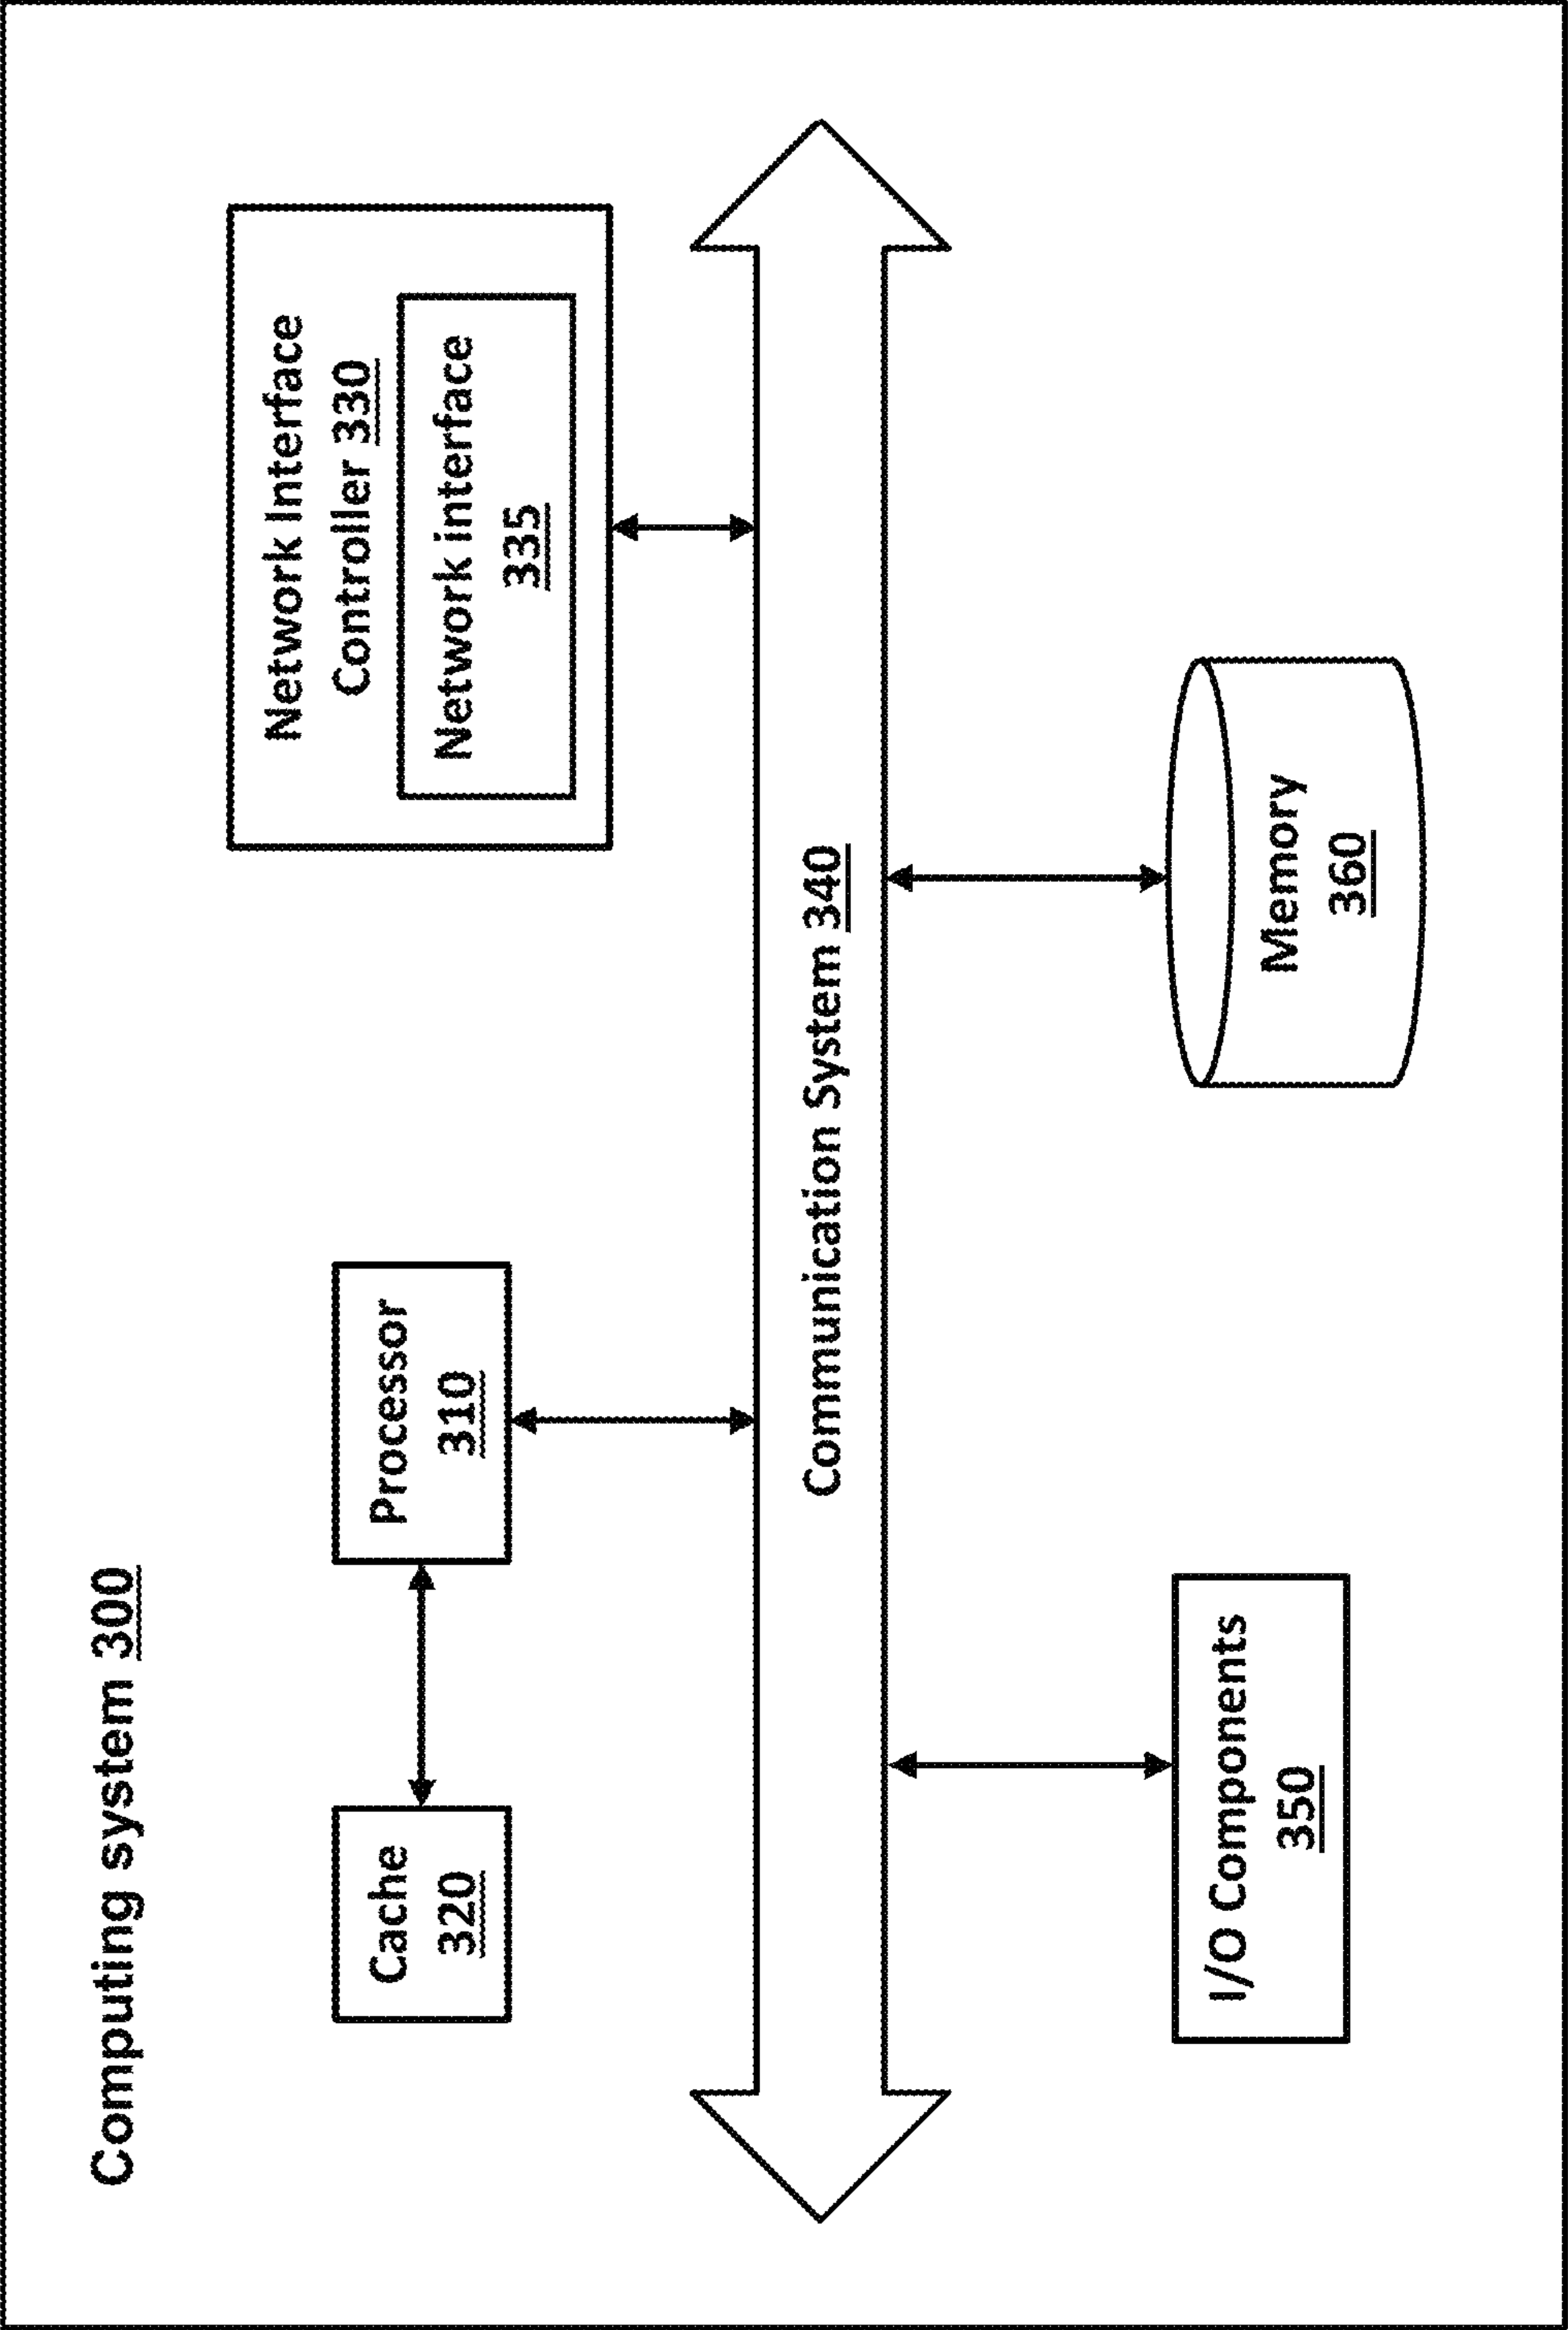 Computing system 300
Cache
320
Processor
310
Network Interface
Controller 330
Network interface
335
Communication System 340
I/O Components
350
Memory
360